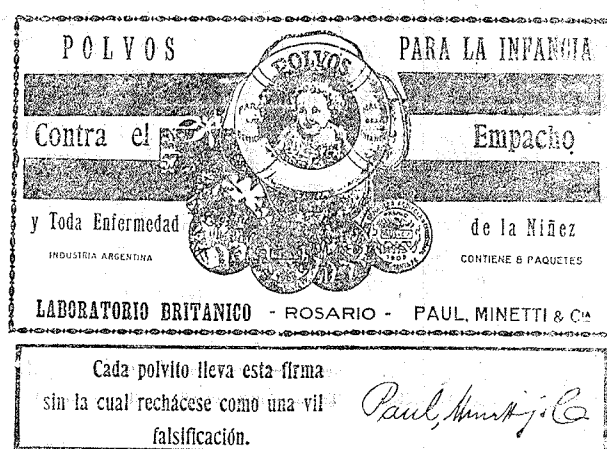 POLVOS PARA LA INFANCIA
POLVOS
Contra el Empacho
y Toda Enfermedad de la Niñez
INDUSTRIA ARGENTINA CONTIENE 8 PAQUETES
LABORATORIO BRITANICO - ROSARIO - PAUL, MINETTI & Cᴵᴬ
Cada polvito lleva esta firma
sin la cual rechácese como una vil
falsificación.
Paul, Minetti y Ca